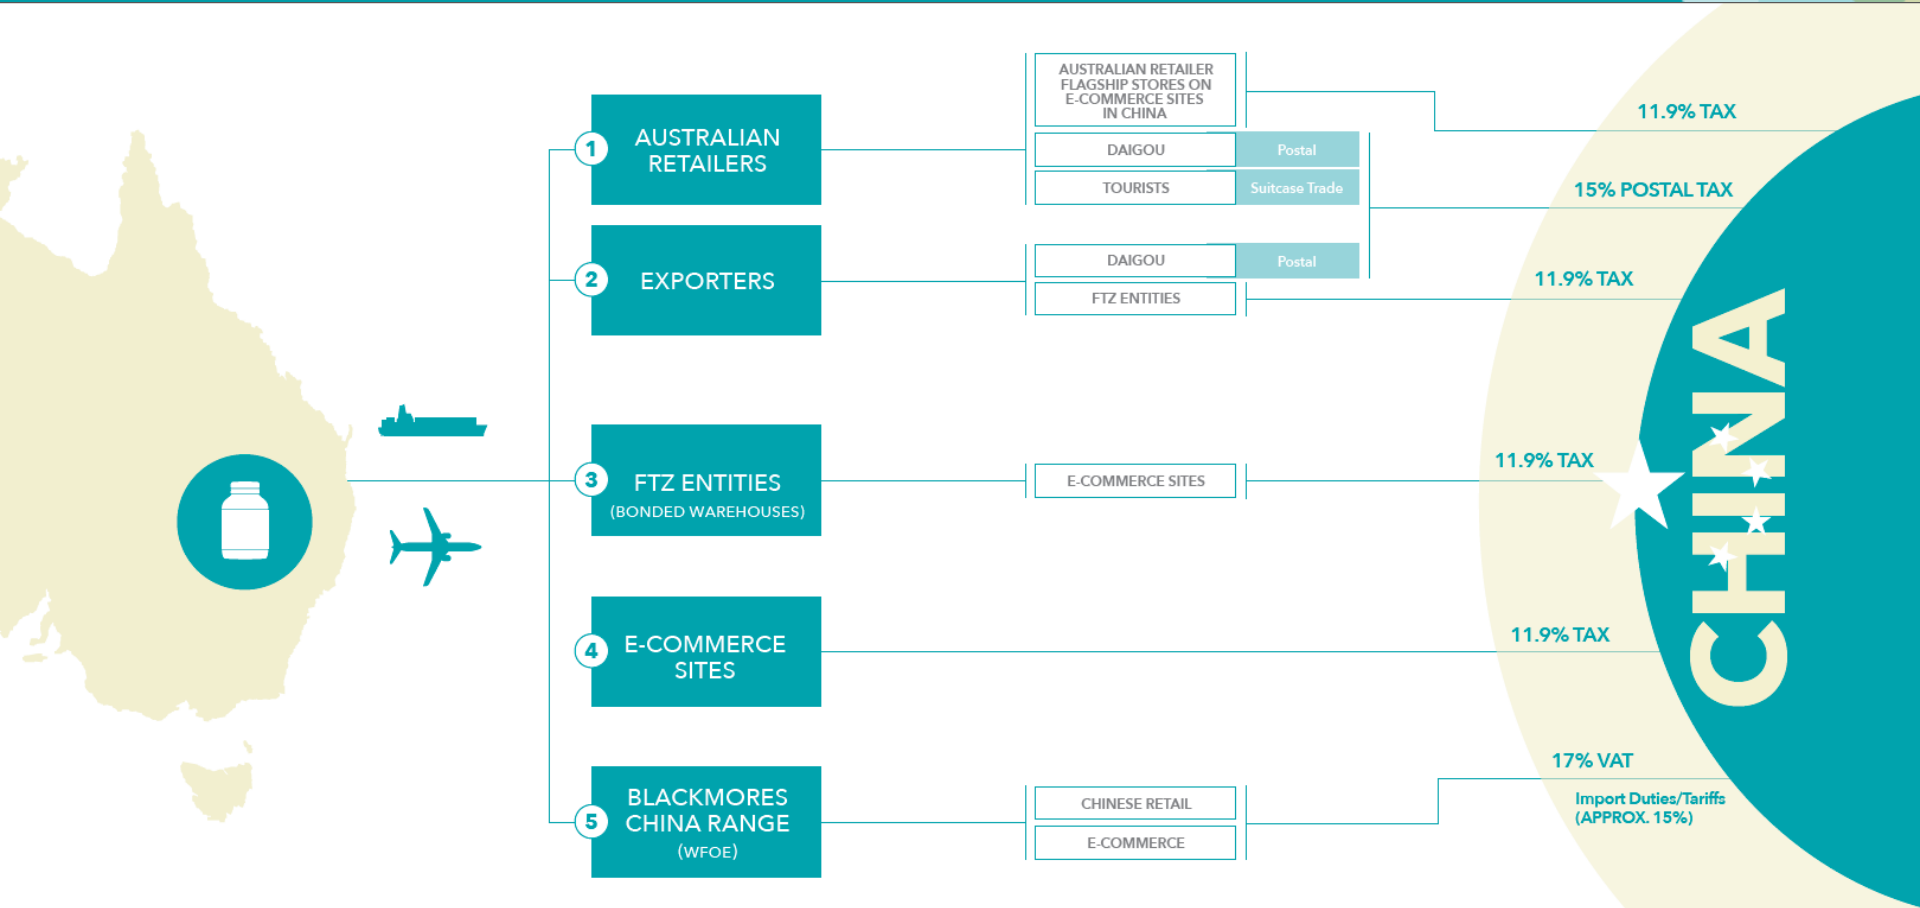 1
AUSTRALIAN
RETAILERS
AUSTRALIAN RETAILER
FLAGSHIP STORES ON
E-COMMERCE SITES
IN CHINA
11.9% TAX
DAIGOU
Postal
TOURISTS
Suitcase Trade
15% POSTAL TAX
2
EXPORTERS
DAIGOU
Postal
FTZ ENTITIES
11.9% TAX
3
FTZ ENTITIES
(BONDED WAREHOUSES)
E-COMMERCE SITES
11.9% TAX
4
E-COMMERCE
SITES
11.9% TAX
5
BLACKMORES
CHINA RANGE
(WFOE)
CHINESE RETAIL
E-COMMERCE
17% VAT
Import Duties/Tariffs
(APPROX. 15%)
CHINA